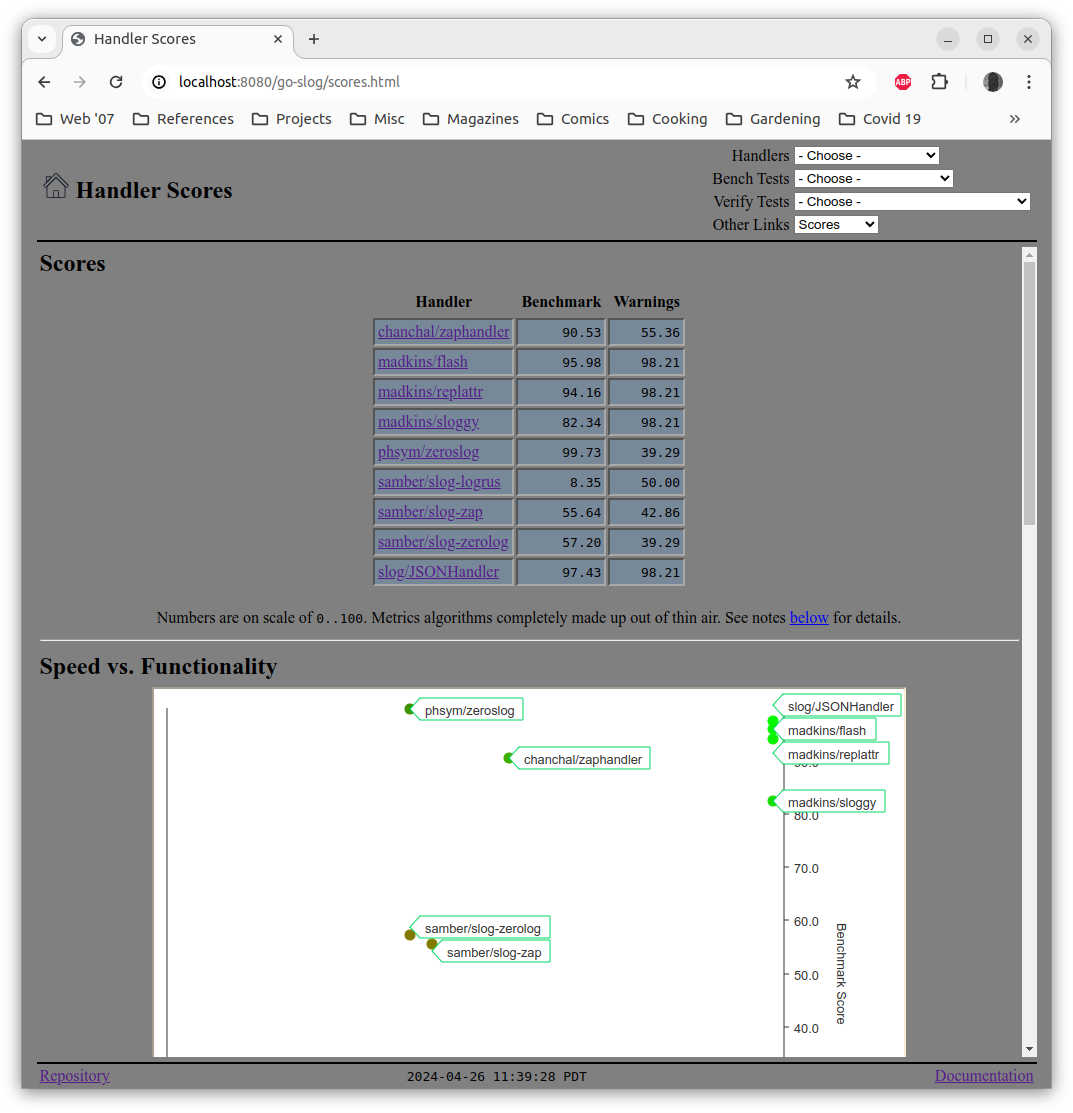 Handler Scores
localhost:8080/go-slog/scores.html
ABP
Web '07 References Projects Misc Magazines Comics Cooking Gardening Covid 19 »
Handler Scores
Handlers - Choose -
Bench Tests - Choose -
Verify Tests - Choose -
Other Links Scores
Scores
Handler Benchmark Warnings
chanchal/zaphandler 90.53 55.36
madkins/flash 95.98 98.21
madkins/replattr 94.16 98.21
madkins/sloggy 82.34 98.21
phsym/zeroslog 99.73 39.29
samber/slog-logrus 8.35 50.00
samber/slog-zap 55.64 42.86
samber/slog-zerolog 57.20 39.29
slog/JSONHandler 97.43 98.21
Numbers are on scale of 0..100. Metrics algorithms completely made up out of thin air. See notes below for details.
Speed vs. Functionality
slog/JSONHandler
phsym/zeroslog
madkins/flash
madkins/replattr
chanchal/zaphandler
90.0
madkins/sloggy
80.0
70.0
60.0
samber/slog-zerolog
samber/slog-zap
Benchmark Score
50.0
40.0
Repository 2024-04-26 11:39:28 PDT Documentation